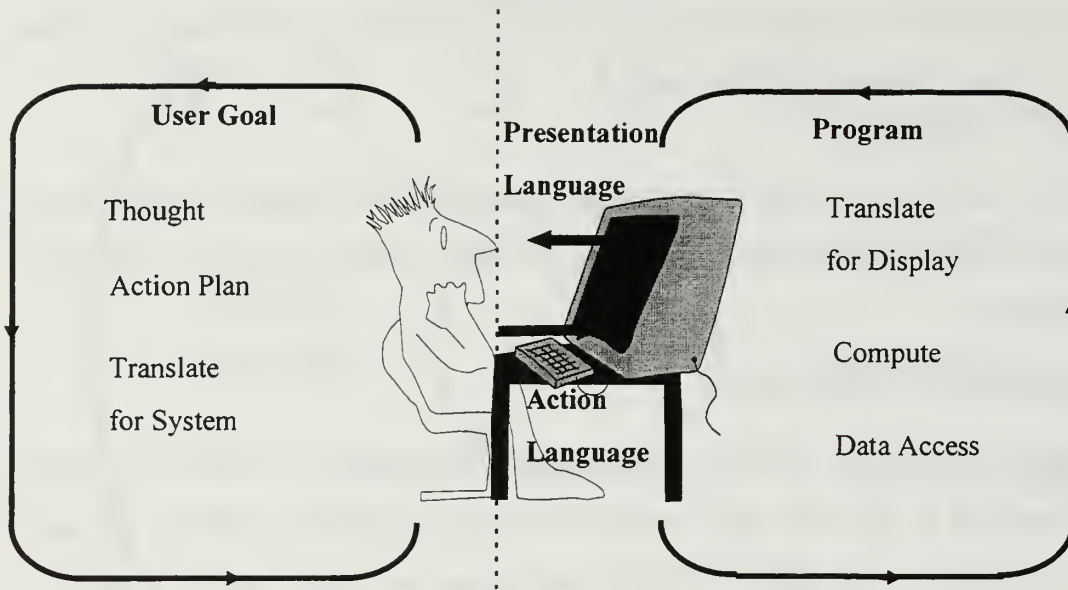 User Goal
Thought
Action Plan
Translate
for System
Presentation
Language
Action
Language
Program
Translate
for Display
Compute
Data Access